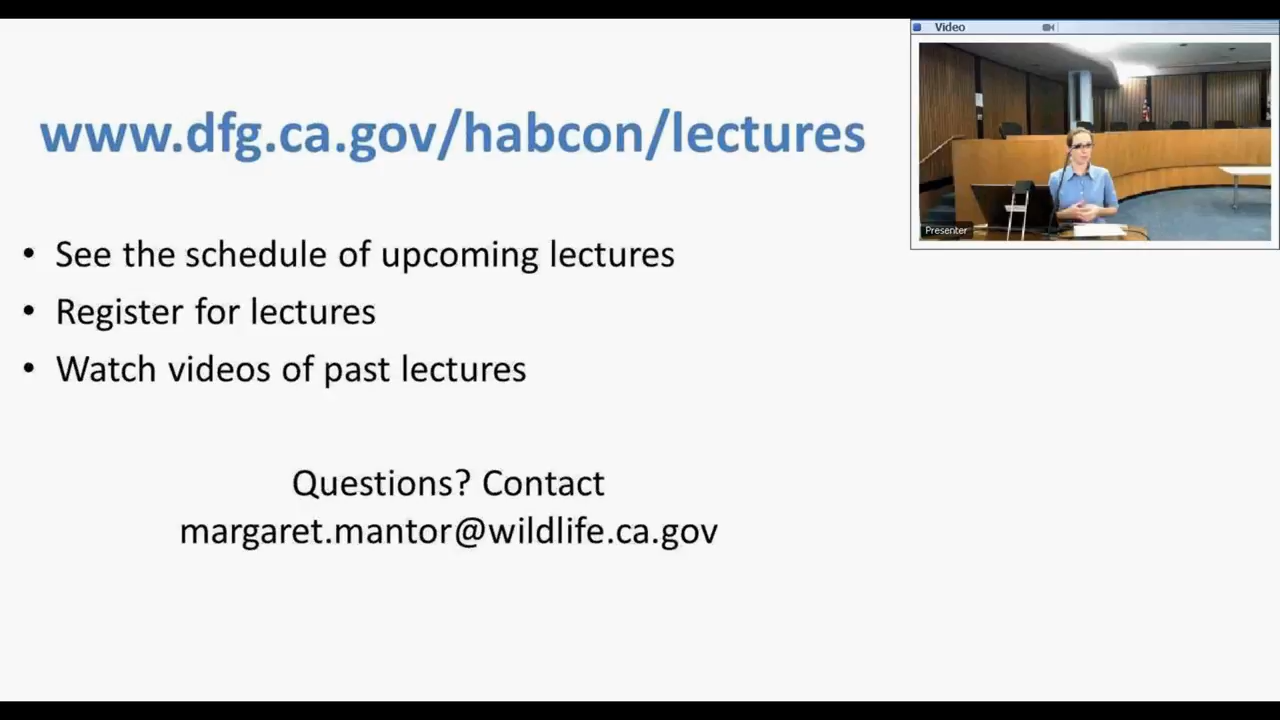 www.dfg.ca.gov/habcon/lectures
• See the schedule of upcoming lectures
• Register for lectures
• Watch videos of past lectures
Questions? Contact
margaret.mantor@wildlife.ca.gov
Video
Presenter